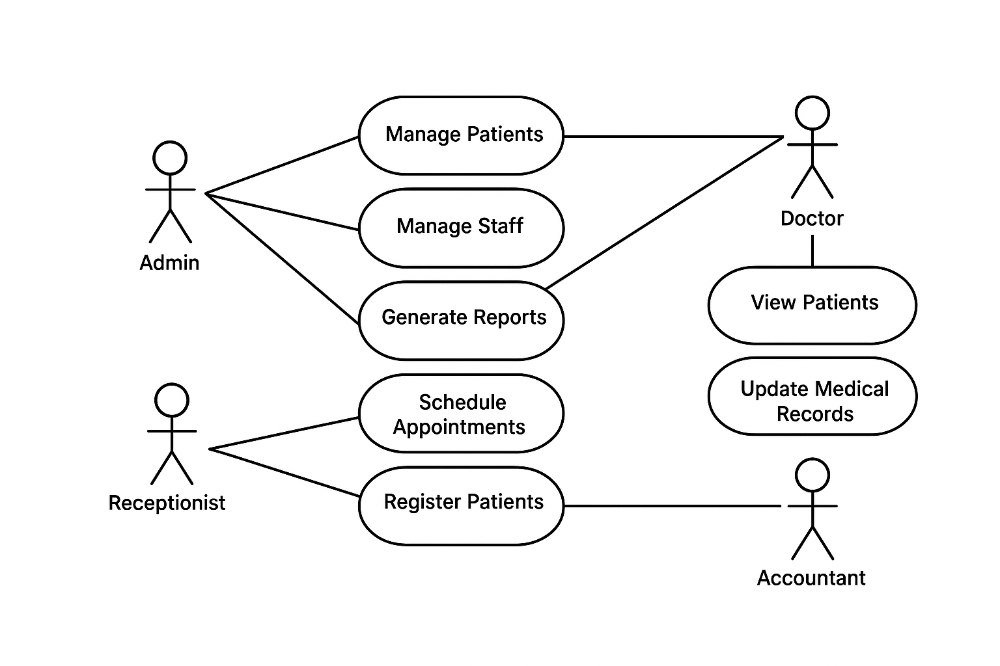 Manage Patients
Manage Staff
Generate Reports
Schedule
Appointments
Register Patients
Admin
Receptionist
Doctor
View Patients
Update Medical
Records
Accountant